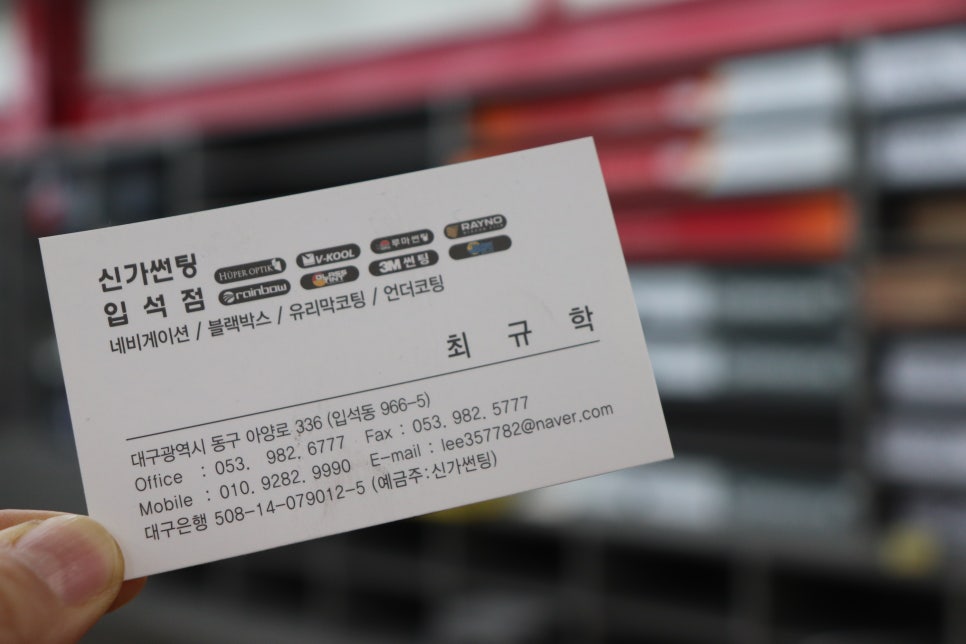 신가썬팅
입석점
HÜPER OPTIK V-KOOL 루마썬팅 RAYNO
rainbow GLASS TINT 3M 썬팅
네비게이션 / 블랙박스 / 유리막코팅 / 언더코팅
최 규 학
대구광역시 동구 아양로 336 (입석동 966-5)
Office : 053. 982. 6777 Fax : 053. 982. 5777
Mobile : 010. 9282. 9990 E-mail : lee357782@naver.com
대구은행 508-14-079012-5 (예금주:신가썬팅)